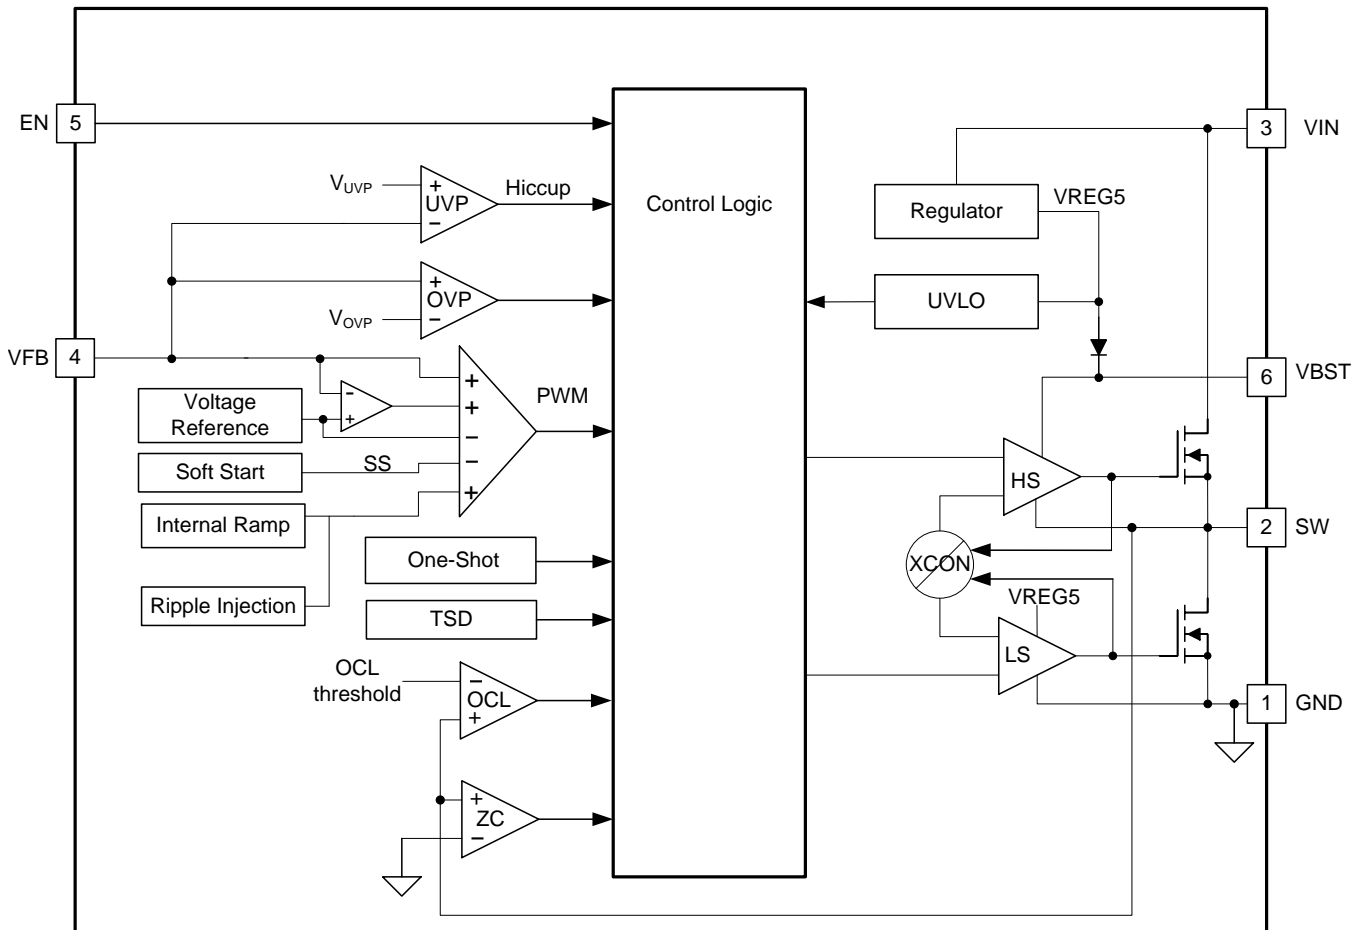 EN 5
3 VIN
VUVP + UVP − Hiccup
Control Logic
Regulator VREG5
+ OVP −
VOVP
UVLO
VFB 4
6 VBST
Voltage
Reference
- +
+ + − − + PWM
Soft Start SS
Internal Ramp
HS
2 SW
One-Shot
XCON
Ripple Injection
VREG5
TSD
LS
OCL
threshold
− OCL +
1 GND
+ ZC −